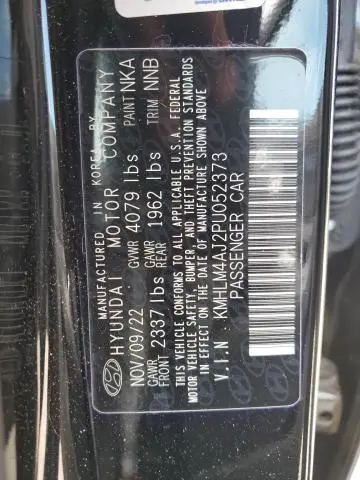 MANUFACTURED IN KOREA BY
HYUNDAI MOTOR COMPANY
NOV/09/22 GVWR 4079 lbs PAINT NKA
GAWR FRONT 2337 lbs GAWR REAR 1962 lbs TRIM NNB
THIS VEHICLE CONFORMS TO ALL APPLICABLE U.S.A. FEDERAL
MOTOR VEHICLE SAFETY, BUMPER, AND THEFT PREVENTION STANDARDS
IN EFFECT ON THE DATE OF MANUFACTURE SHOWN ABOVE
V.I.N : KMHLM4AJ2PU052373
PASSENGER CAR